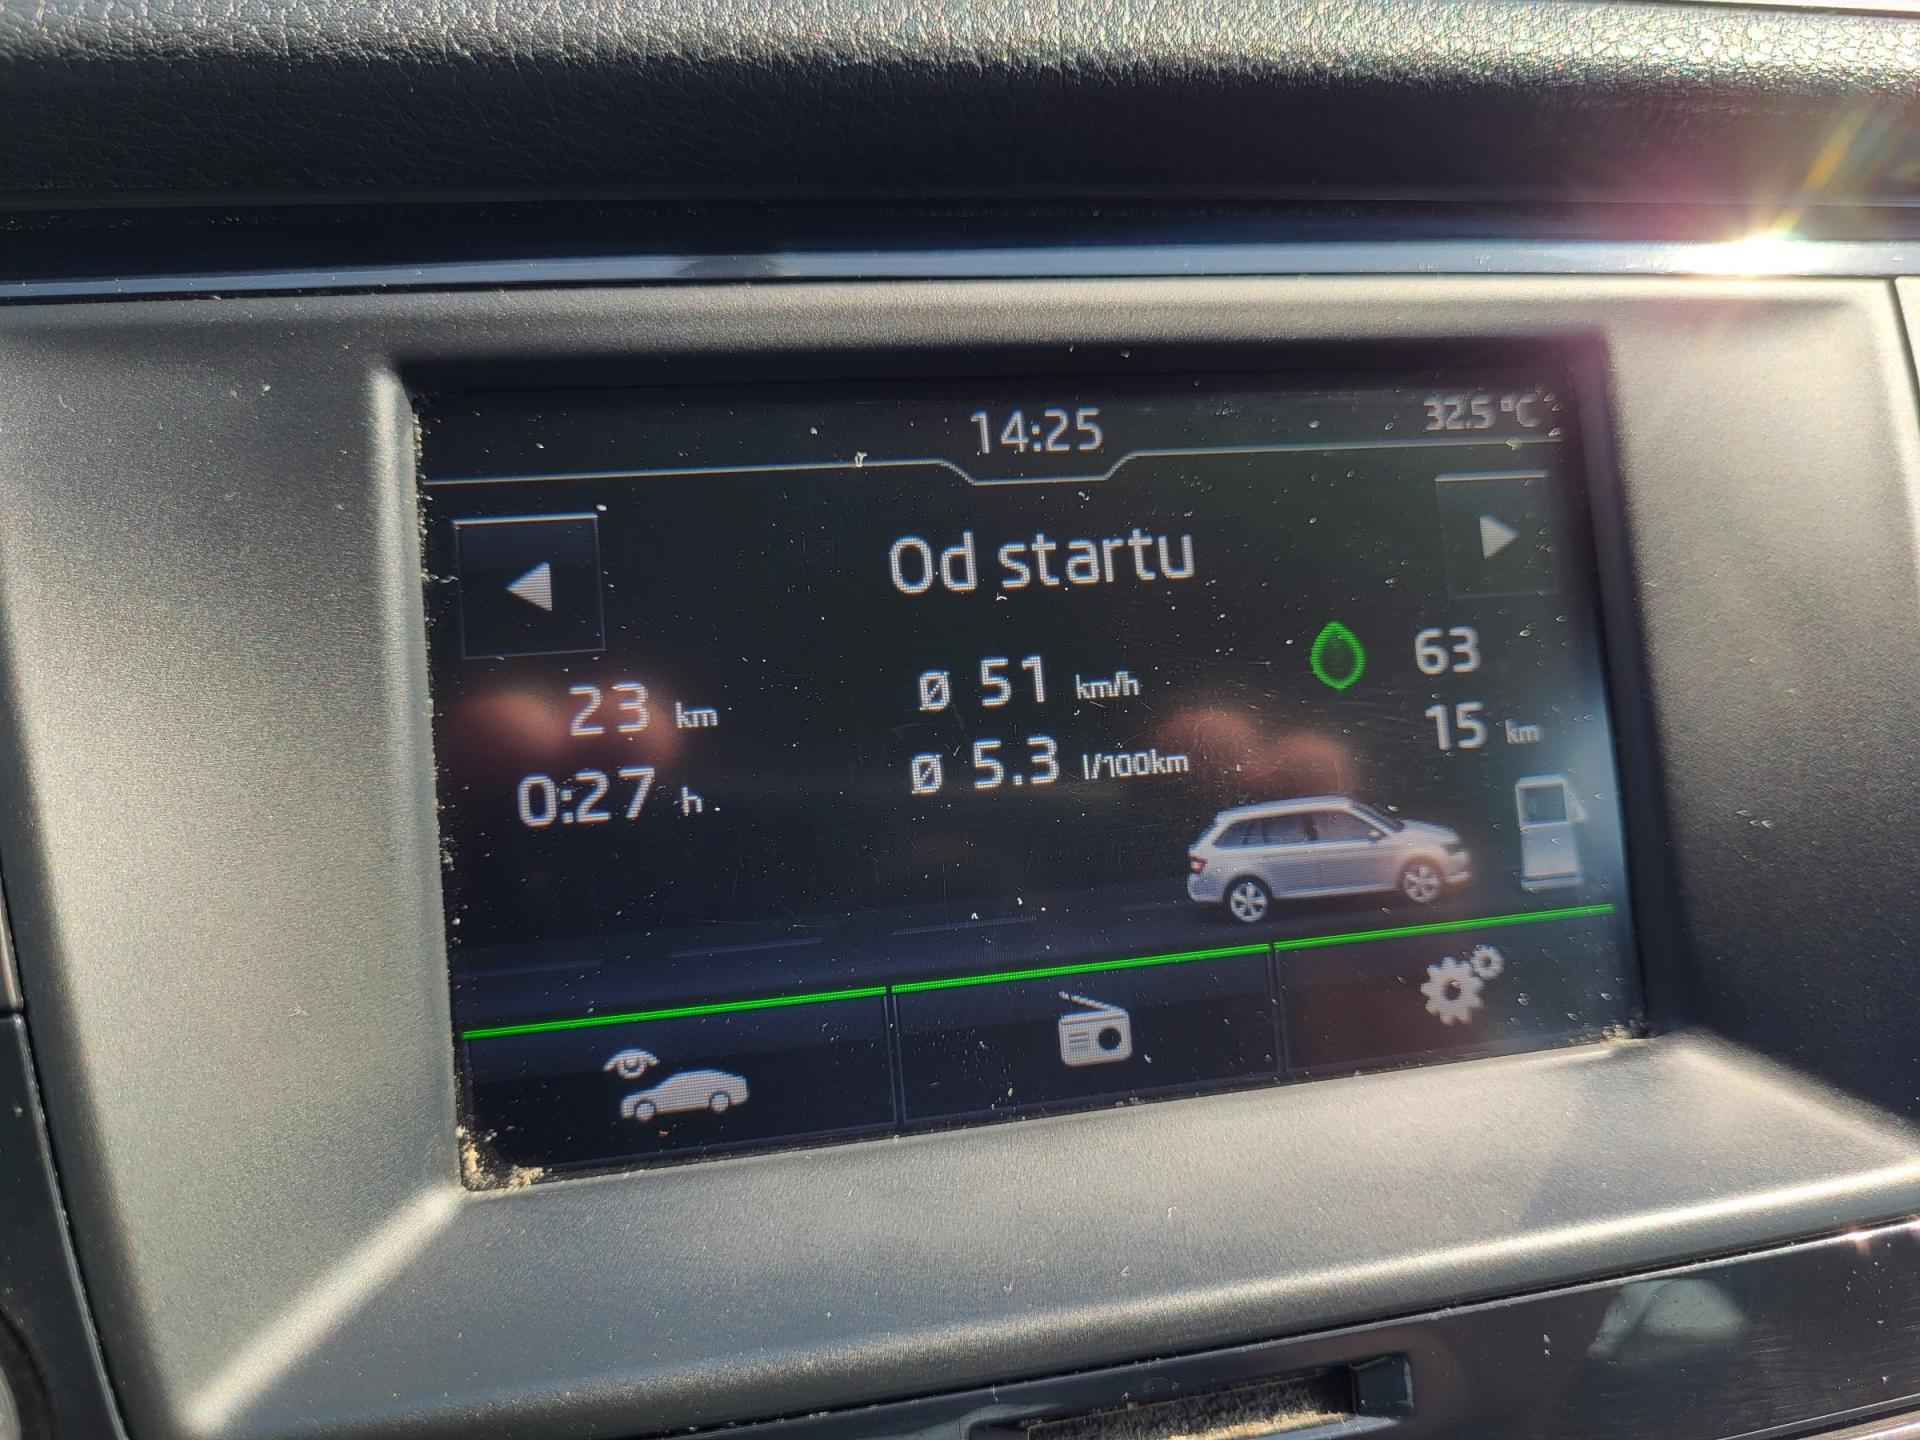 14:25
32.5 °C
Od startu
23 km
Ø 51 km/h
63
0:27 h
Ø 5.3 l/100km
15 km